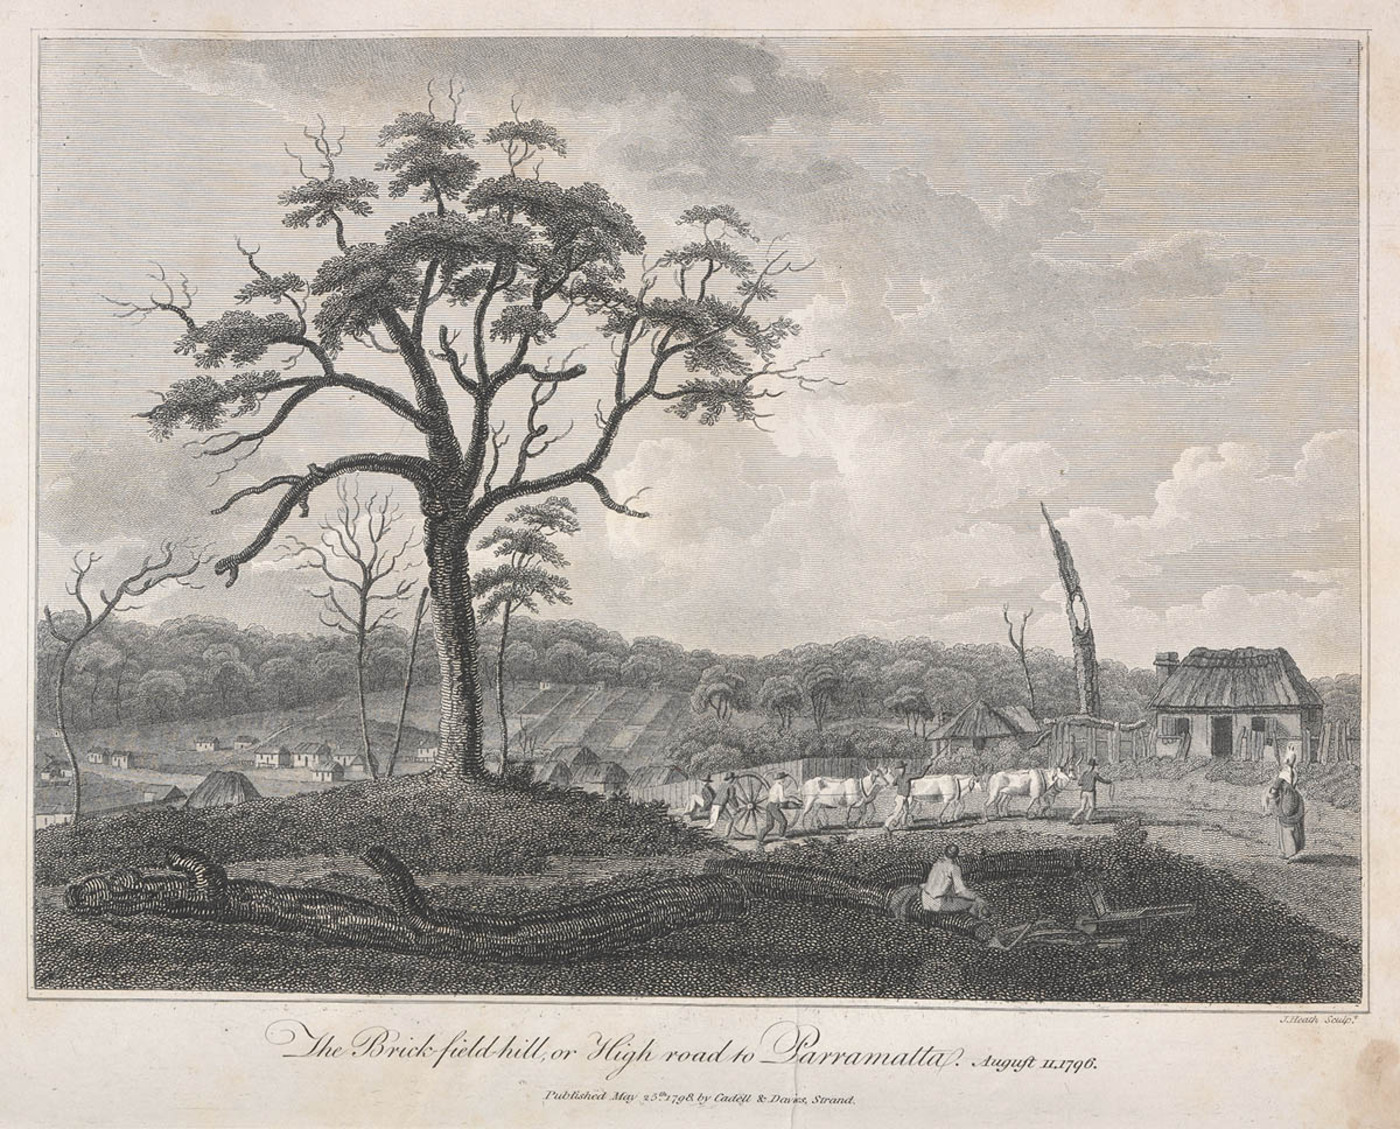 J. Heath Sculp.t
The Brick-field-hill, or High road to Parramatta. August 11. 1796.
Published May 25th. 1798, by Cadell & Davies, Strand.